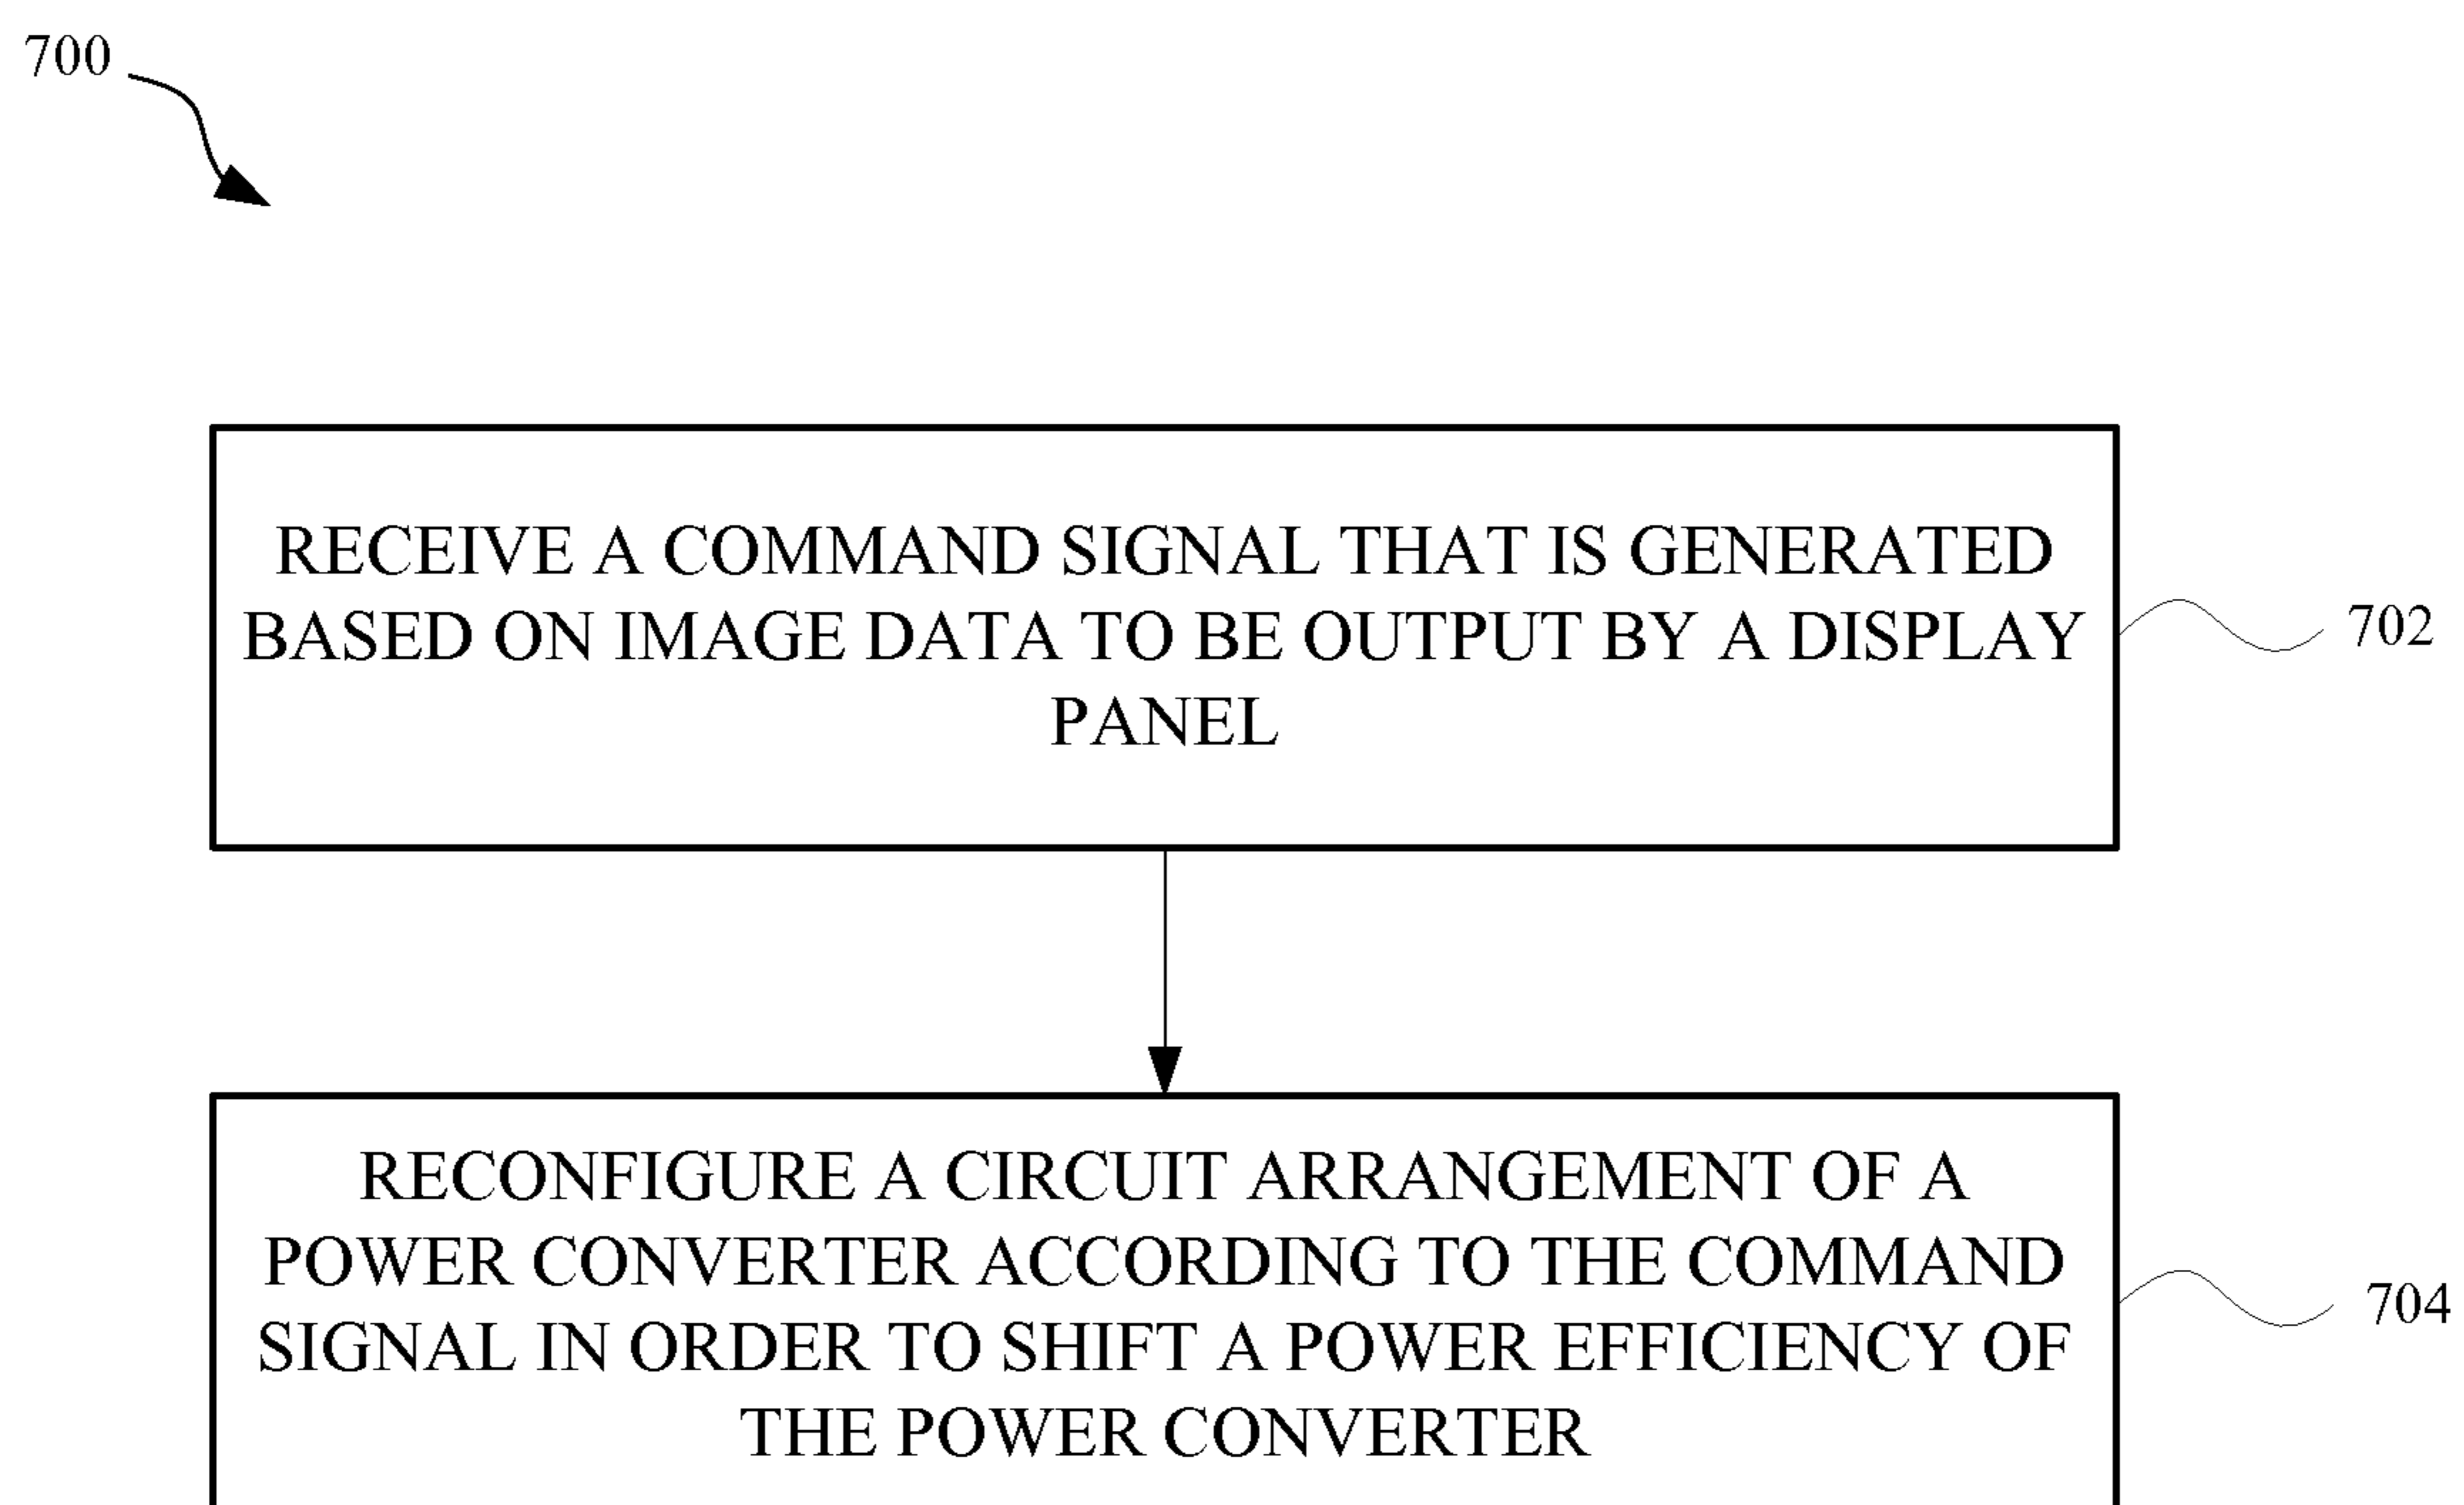 700
RECEIVE A COMMAND SIGNAL THAT IS GENERATED
BASED ON IMAGE DATA TO BE OUTPUT BY A DISPLAY
PANEL
702
RECONFIGURE A CIRCUIT ARRANGEMENT OF A
POWER CONVERTER ACCORDING TO THE COMMAND
SIGNAL IN ORDER TO SHIFT A POWER EFFICIENCY OF
THE POWER CONVERTER
704